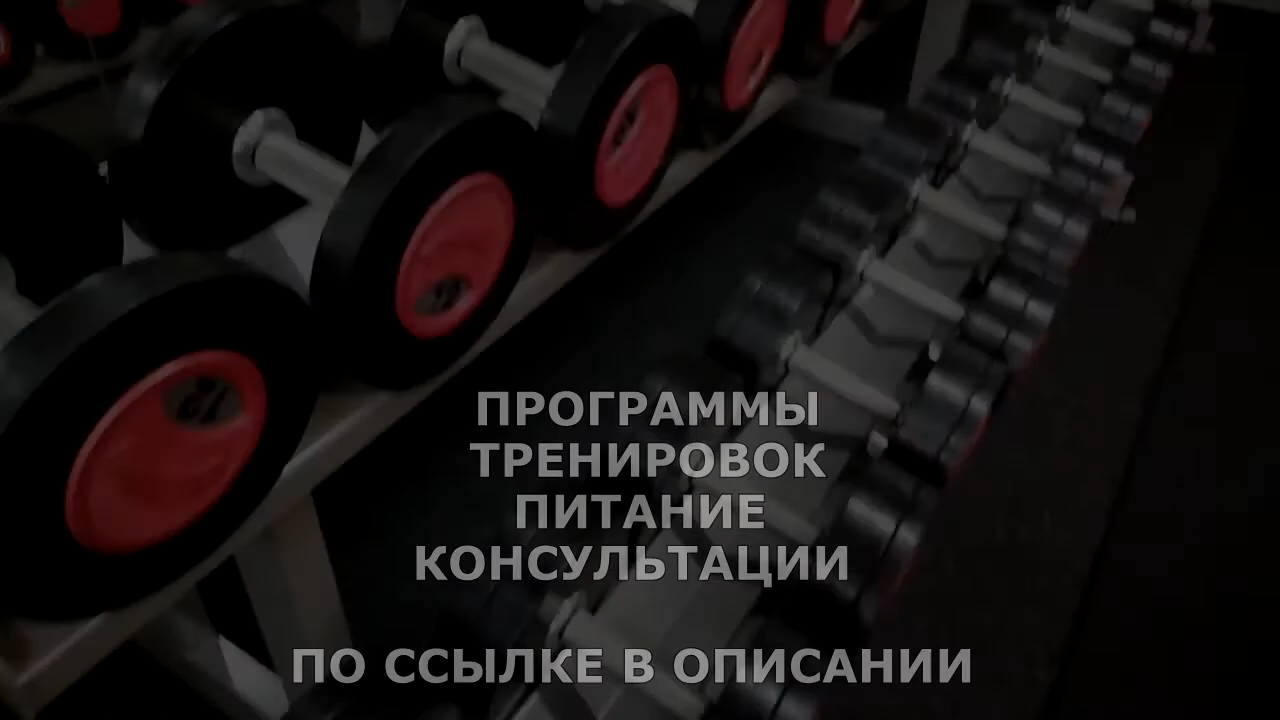 ПРОГРАММЫ
ТРЕНИРОВОК
ПИТАНИЕ
КОНСУЛЬТАЦИИ
ПО ССЫЛКЕ В ОПИСАНИИ